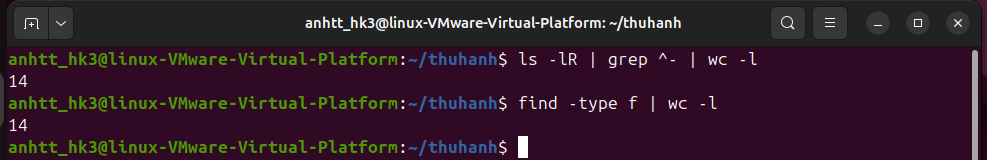 anhtt_hk3@linux-VMware-Virtual-Platform: ~/thuhanh
anhtt_hk3@linux-VMware-Virtual-Platform:~/thuhanh$ ls -lR | grep ^- | wc -l
14
anhtt_hk3@linux-VMware-Virtual-Platform:~/thuhanh$ find -type f | wc -l
14
anhtt_hk3@linux-VMware-Virtual-Platform:~/thuhanh$